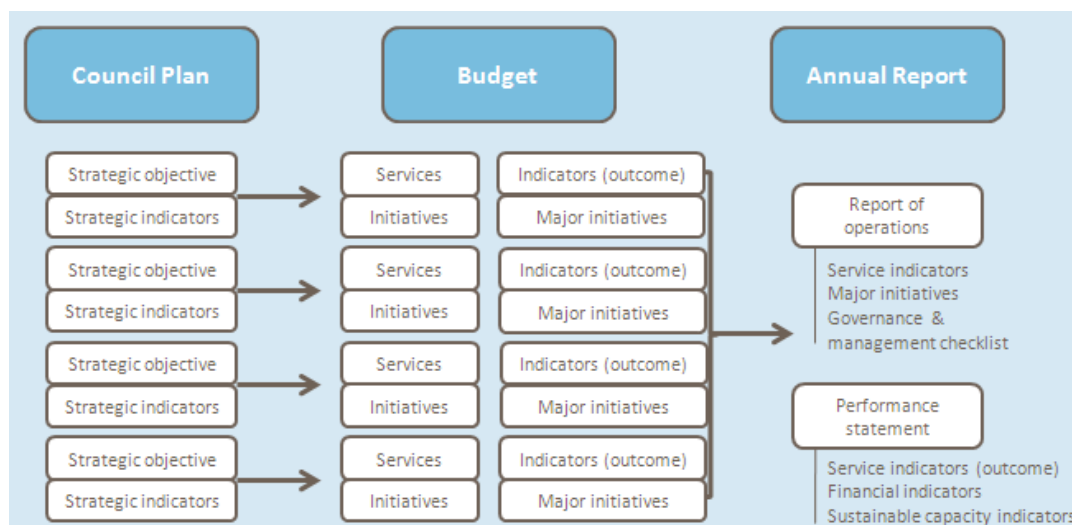 Council Plan
Budget
Annual Report
Strategic objective
Strategic indicators
Services
Initiatives
Indicators (outcome)
Major initiatives
Strategic objective
Strategic indicators
Services
Initiatives
Indicators (outcome)
Major initiatives
Strategic objective
Strategic indicators
Services
Initiatives
Indicators (outcome)
Major initiatives
Strategic objective
Strategic indicators
Services
Initiatives
Indicators (outcome)
Major initiatives
Report of
operations
Service indicators
Major initiatives
Governance &
management checklist
Performance
statement
Service indicators (outcome)
Financial indicators
Sustainable capacity indicators